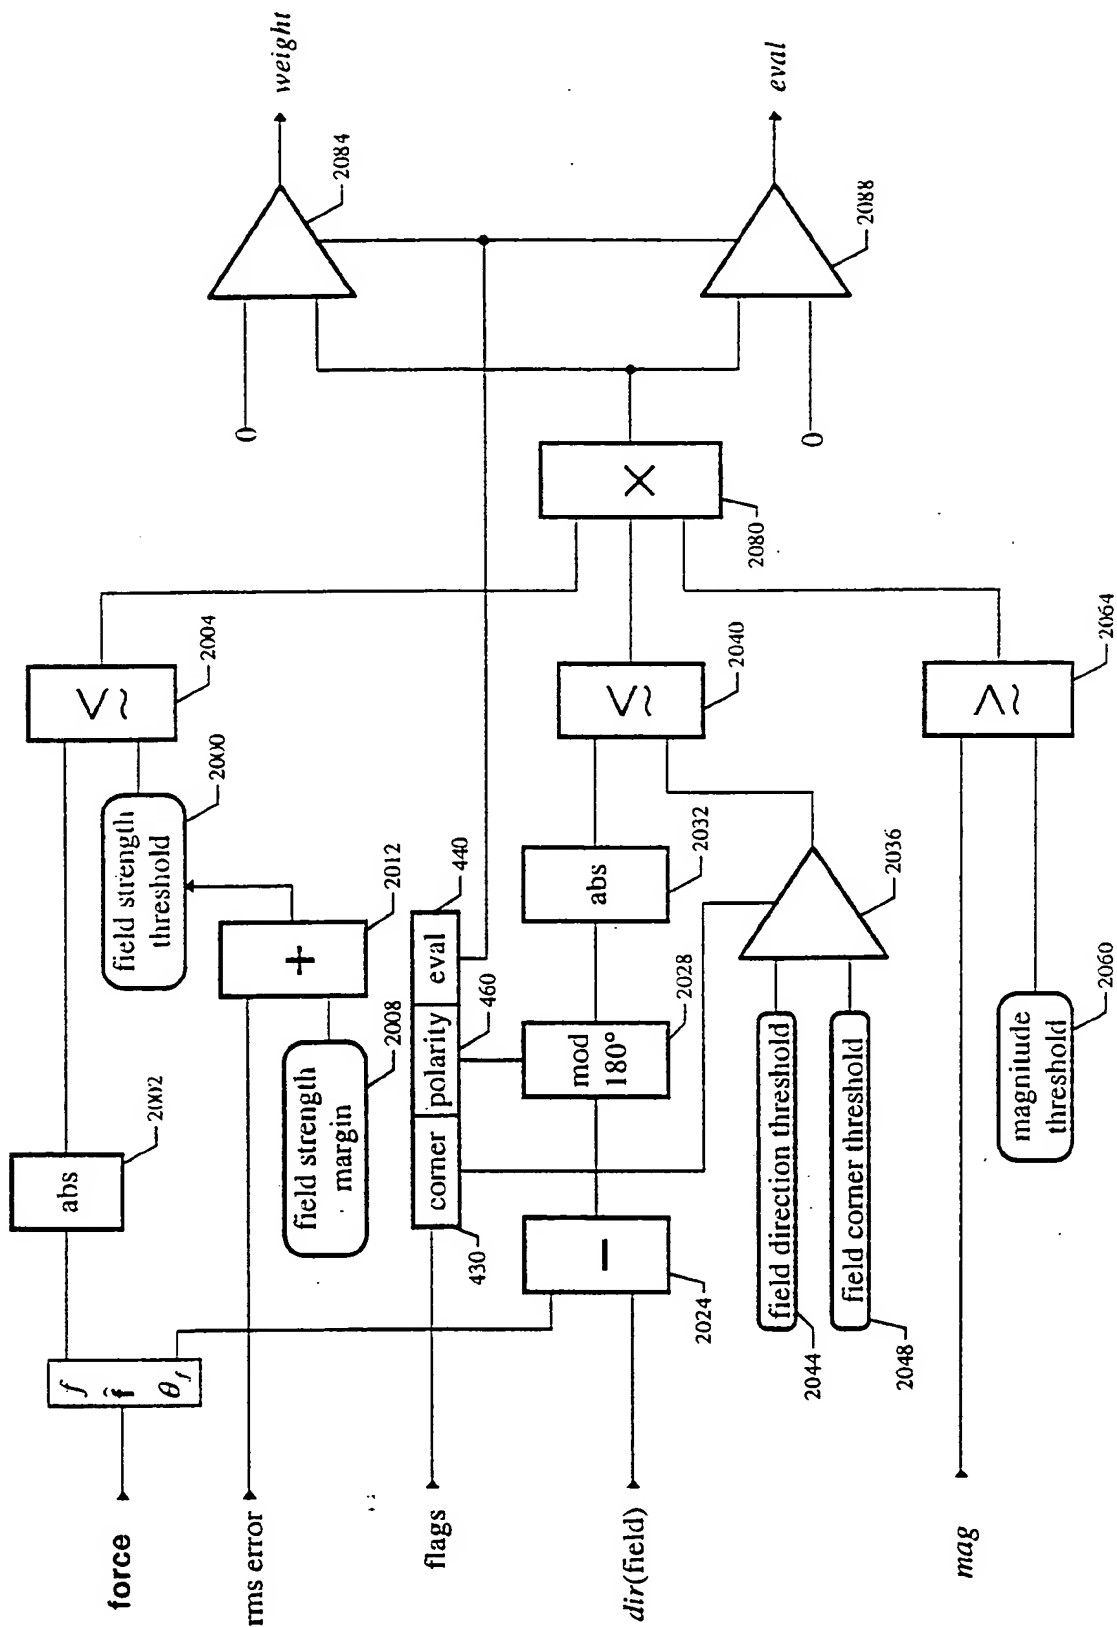 force
f
f̂
θf
abs
2002
≲
2004
field strength
threshold
2000
rms error
+
2012
field strength
margin
2008
flags
corner
polarity
eval
430
460
440
dir(field)
−
2024
mod
180°
2028
abs
2032
≲
2040
field direction threshold
2044
field corner threshold
2048
2036
mag
magnitude
threshold
2060
≳
2064
×
2080
0
2084
weight
0
2088
eval